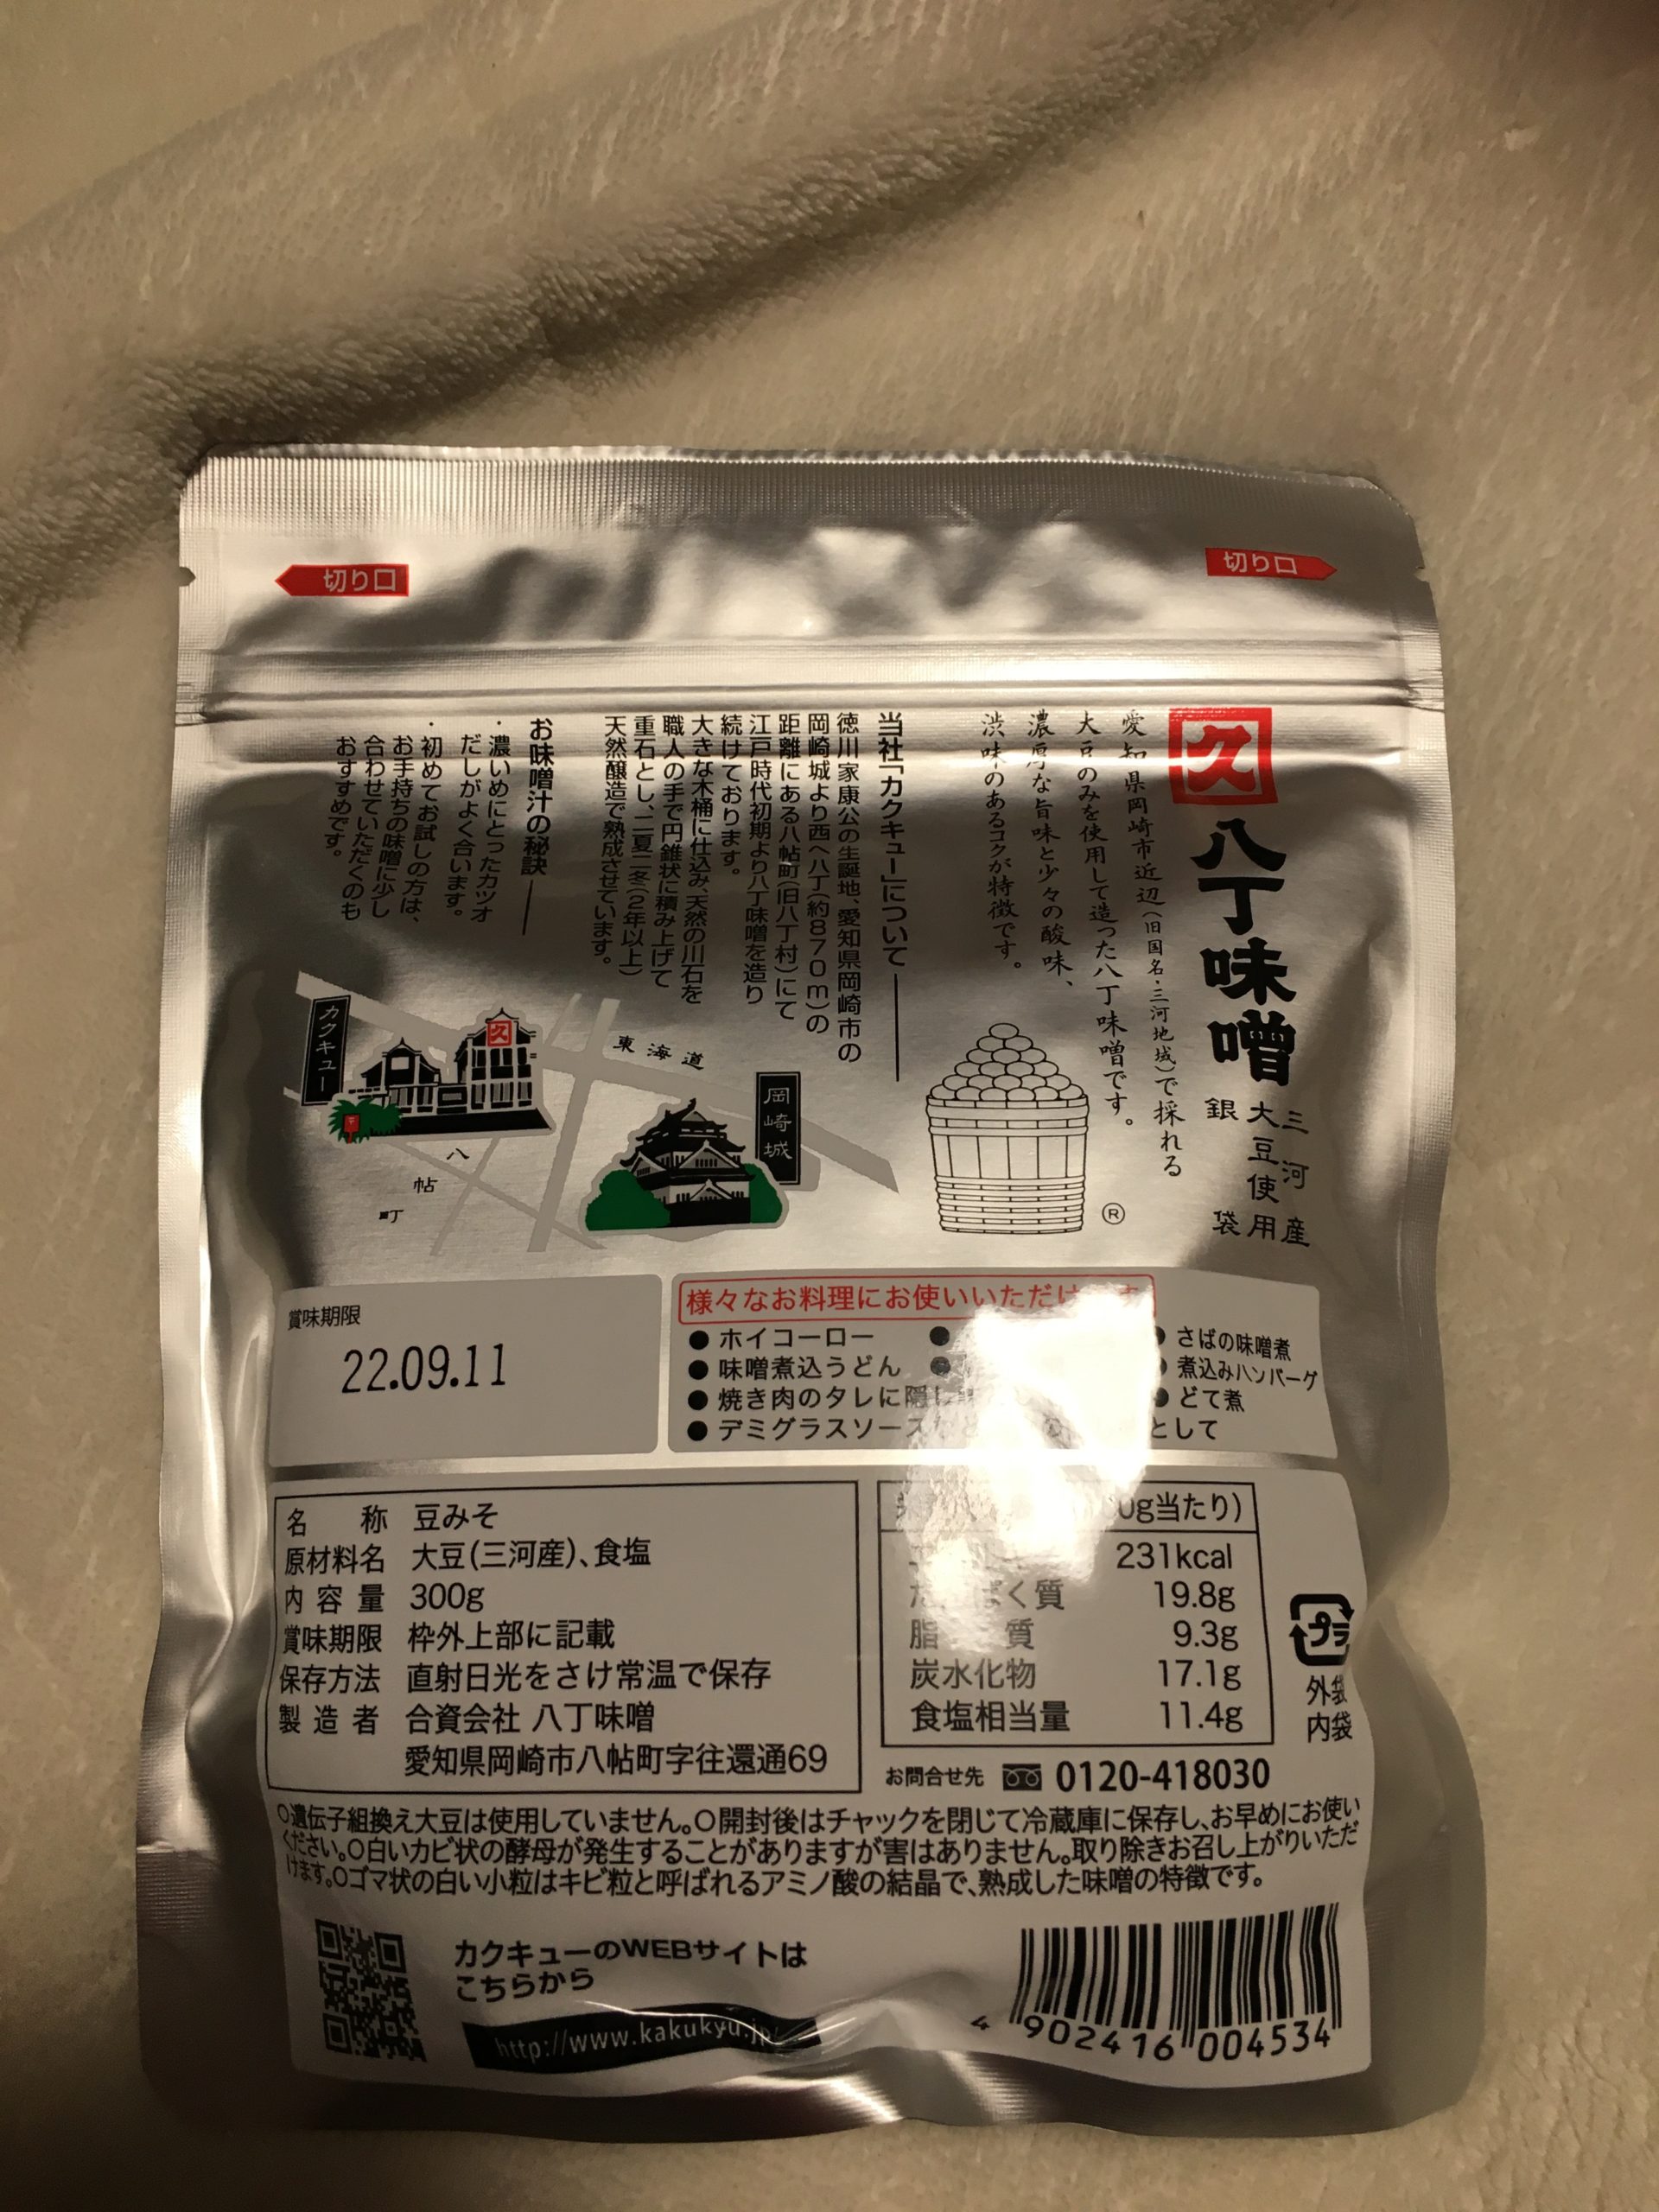 切り口
切り口
久
八丁味噌
三河産
大豆使用
銀袋
愛知県岡崎市近辺(旧国名・三河地域)で採れる
大豆のみを使用して造った八丁味噌です。
濃厚な旨味と少々の酸味、
渋味のあるコクが特徴です。
®
当社「カクキュー」について
徳川家康公の生誕地、愛知県岡崎市の
岡崎城より西へ八丁(約870m)の
距離にある八帖町(旧八丁村)にて
江戸時代初期より八丁味噌を造り
続けております。
大きな木桶に仕込み、天然の川石を
職人の手で円錐状に積み上げて
重石とし、二夏二冬(2年以上)
天然醸造で熟成させています。
お味噌汁の秘訣
・濃いめにとったカツオ
だしがよく合います。
・初めてお試しの方は、
お手持ちの味噌に少し
合わせていただくのも
おすすめです。
カクキュー
久
東海道
岡崎城
八帖町
賞味期限
22.09.11
様々なお料理にお使いいただけ
●ホイコーロー
●
さばの味噌煮
●味噌煮込うどん
●
煮込みハンバーグ
●焼き肉のタレに隠し
●どて煮
●デミグラスソース
として
名称 豆みそ
原材料名 大豆(三河産)、食塩
内容量 300g
賞味期限 枠外上部に記載
保存方法 直射日光をさけ常温で保存
製造者 合資会社 八丁味噌
愛知県岡崎市八帖町字往還通69
0g当たり)
231kcal
く質 19.8g
脂 質 9.3g
炭水化物 17.1g
食塩相当量 11.4g
プラ
外袋
内袋
お問合せ先 0120-418030
○遺伝子組換え大豆は使用していません。○開封後はチャックを閉じて冷蔵庫に保存し、お早めにお使い
ください。○白いカビ状の酵母が発生することがありますが害はありません。取り除きお召し上がりいただ
けます。○ゴマ状の白い小粒はキビ粒と呼ばれるアミノ酸の結晶で、熟成した味噌の特徴です。
カクキューのWEBサイトは
こちらから
http://www.kakukyu.jp/
4 902416 004534